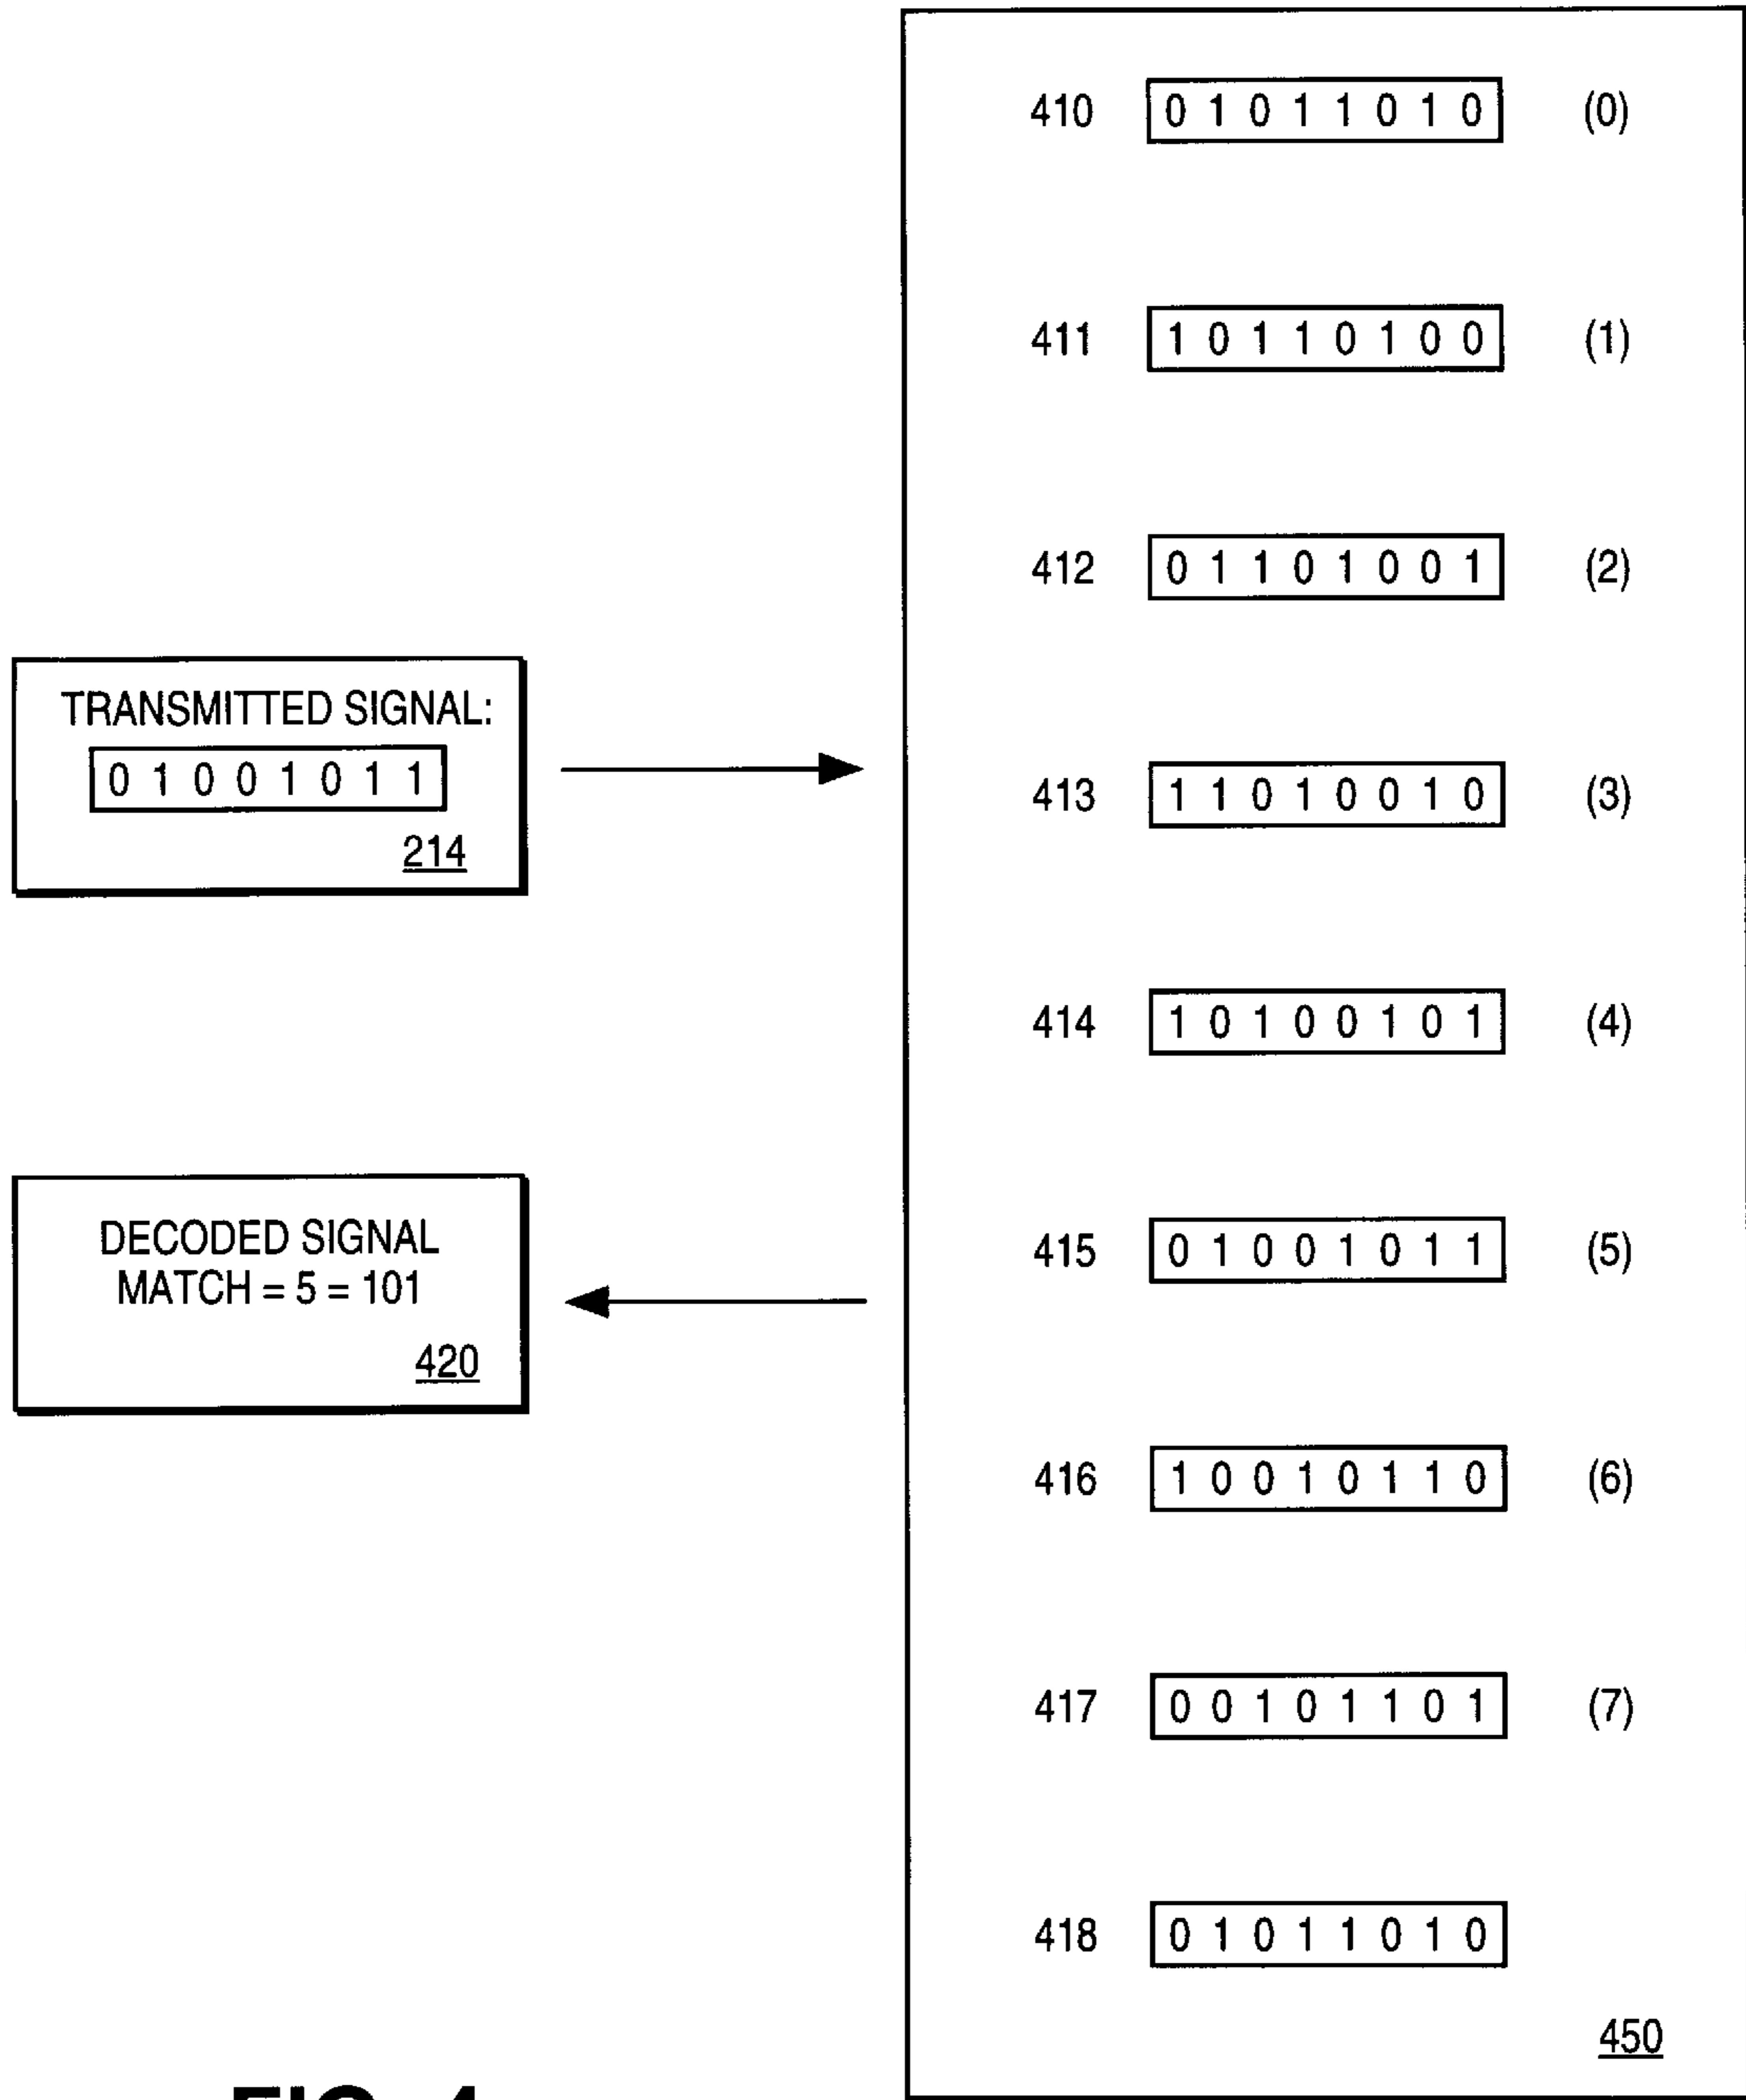 410 0 1 0 1 1 0 1 0 (0)
411 1 0 1 1 0 1 0 0 (1)
412 0 1 1 0 1 0 0 1 (2)
TRANSMITTED SIGNAL:
0 1 0 0 1 0 1 1
214
413 1 1 0 1 0 0 1 0 (3)
414 1 0 1 0 0 1 0 1 (4)
DECODED SIGNAL
MATCH = 5 = 101
420
415 0 1 0 0 1 0 1 1 (5)
416 1 0 0 1 0 1 1 0 (6)
417 0 0 1 0 1 1 0 1 (7)
418 0 1 0 1 1 0 1 0
450